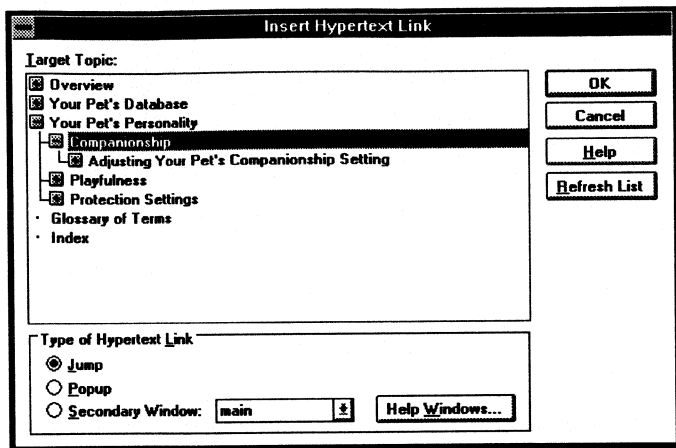 Insert Hypertext Link
Target Topic:
Overview
Your Pet's Database
Your Pet's Personality
Companionship
Adjusting Your Pet's Companionship Setting
Playfulness
Protection Settings
Glossary of Terms
Index
OK
Cancel
Help
Refresh List
Type of Hypertext Link
Jump
Popup
Secondary Window: main Help Windows...